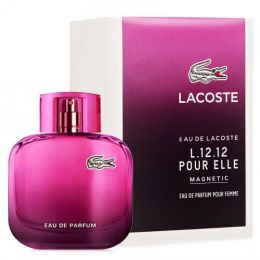 EAU DE PARFUM
LACOSTE
EAU DE LACOSTE
L.12.12
POUR ELLE
MAGNETIC
EAU DE PARFUM POUR FEMME